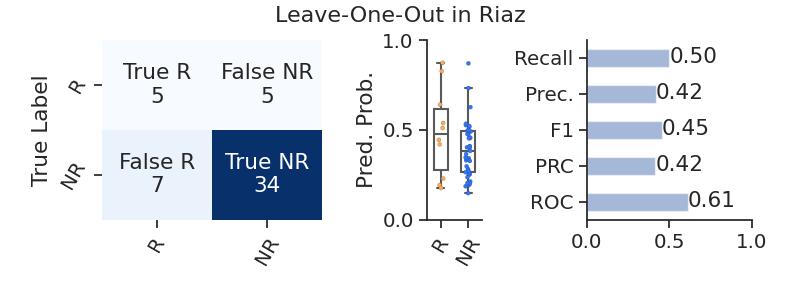 Leave-One-Out in Riaz
True Label
R
NR
True R
5
False NR
5
False R
7
True NR
34
R
NR
Pred. Prob.
1.0
0.5
0.0
R
NR
Recall
0.50
Prec.
0.42
F1
0.45
PRC
0.42
ROC
0.61
0.0
0.5
1.0